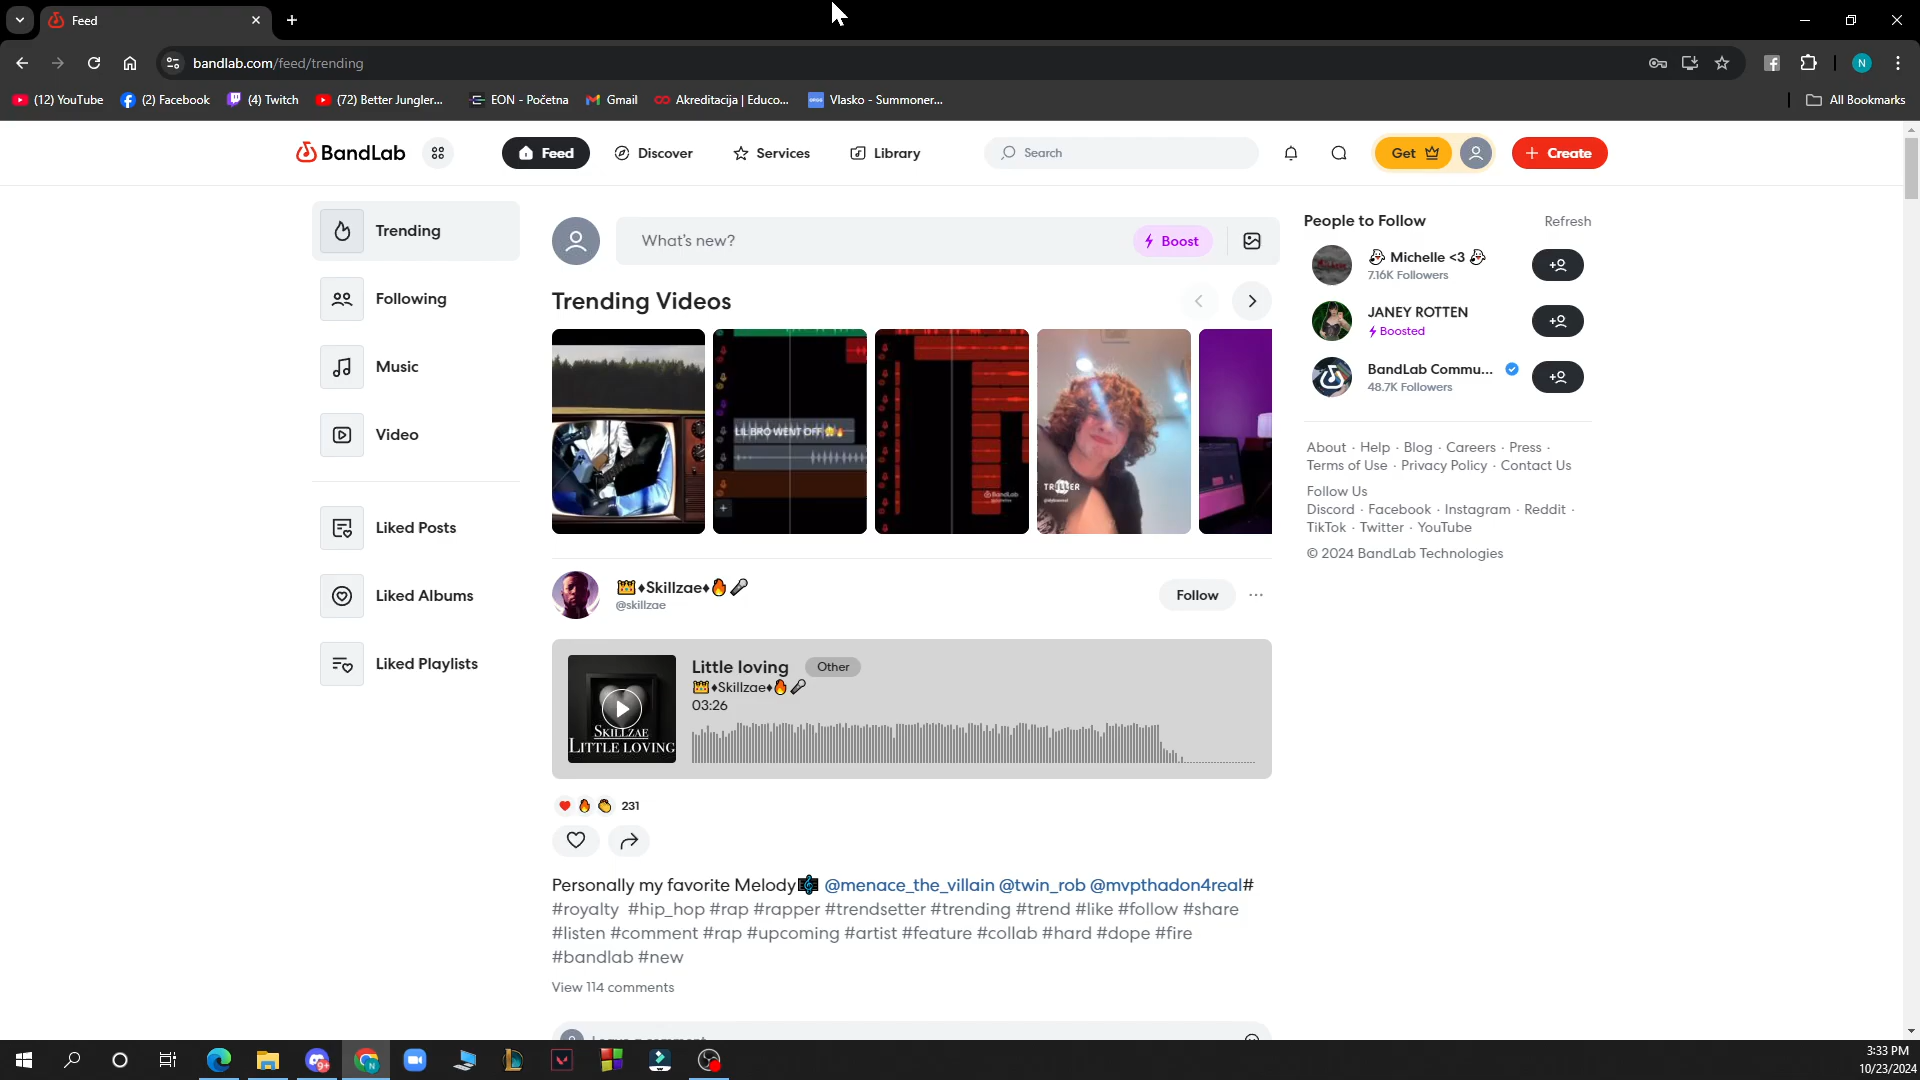 Feed
bandlab.com/feed/trending
N
(12) YouTube
(2) Facebook
(4) Twitch
(72) Better Jungler...
EON - Početna
Gmail
Akreditacija | Educo...
Vlasko - Summoner...
All Bookmarks
BandLab
Feed
Discover
Services
Library
Search
Get
+ Create
Trending
Following
Music
Video
Liked Posts
Liked Albums
Liked Playlists
What's new?
Boost
Trending Videos
LIL BRO WENT OFF 😤🔥
BandLab
TRILLER
👑♦Skillzae♦🔥🎤
@skillzae
Follow
SKILLZAE
LITTLE LOVING
Little loving
Other
👑♦Skillzae♦🔥🎤
03:26
231
Personally my favorite Melody🎼 @menace_the_villain @twin_rob @mvpthadon4real#
#royalty #hip_hop #rap #rapper #trendsetter #trending #trend #like #follow #share
#listen #comment #rap #upcoming #artist #feature #collab #hard #dope #fire
#bandlab #new
View 114 comments
People to Follow
Refresh
👻 Michelle <3 👻
7.16K Followers
JANEY ROTTEN
Boosted
BandLab Commu...
48.7K Followers
About · Help · Blog · Careers · Press ·
Terms of Use · Privacy Policy · Contact Us
Follow Us
Discord · Facebook · Instagram · Reddit ·
TikTok · Twitter · YouTube
© 2024 BandLab Technologies
9+
N
3:33 PM
10/23/2024